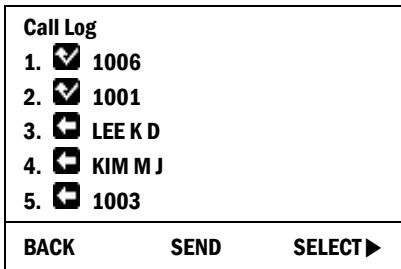 Call Log
1. 1006
2. 1001
3. LEE K D
4. KIM M J
5. 1003
BACK SEND SELECT▶